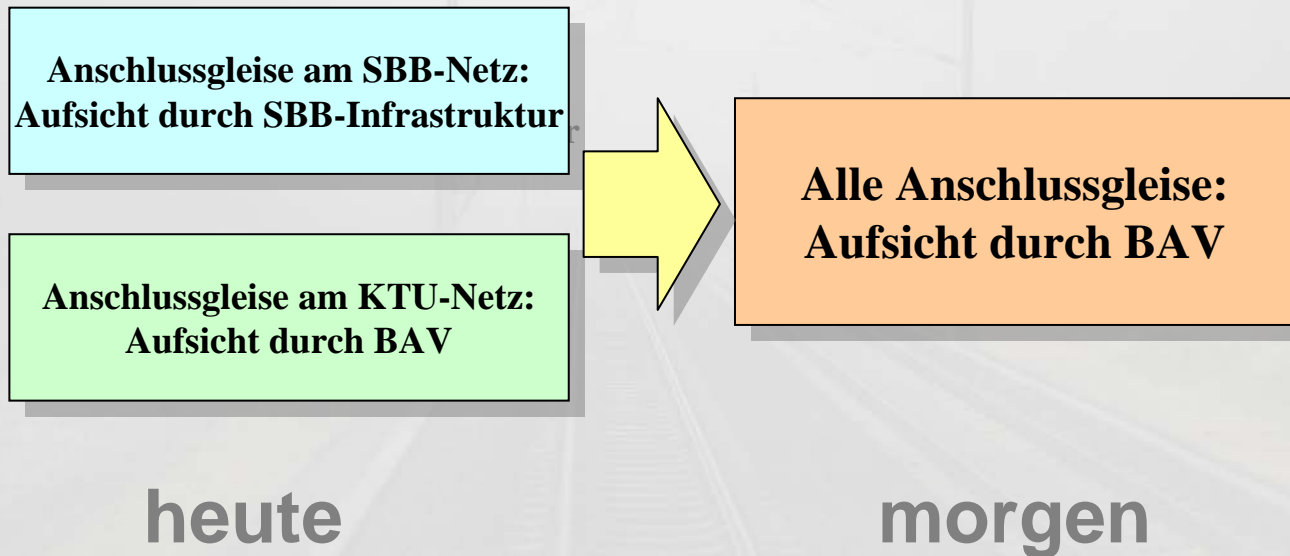 Anschlussgleise am SBB-Netz:
Aufsicht durch SBB-Infrastruktur
Anschlussgleise am KTU-Netz:
Aufsicht durch BAV
Alle Anschlussgleise:
Aufsicht durch BAV
heute
morgen